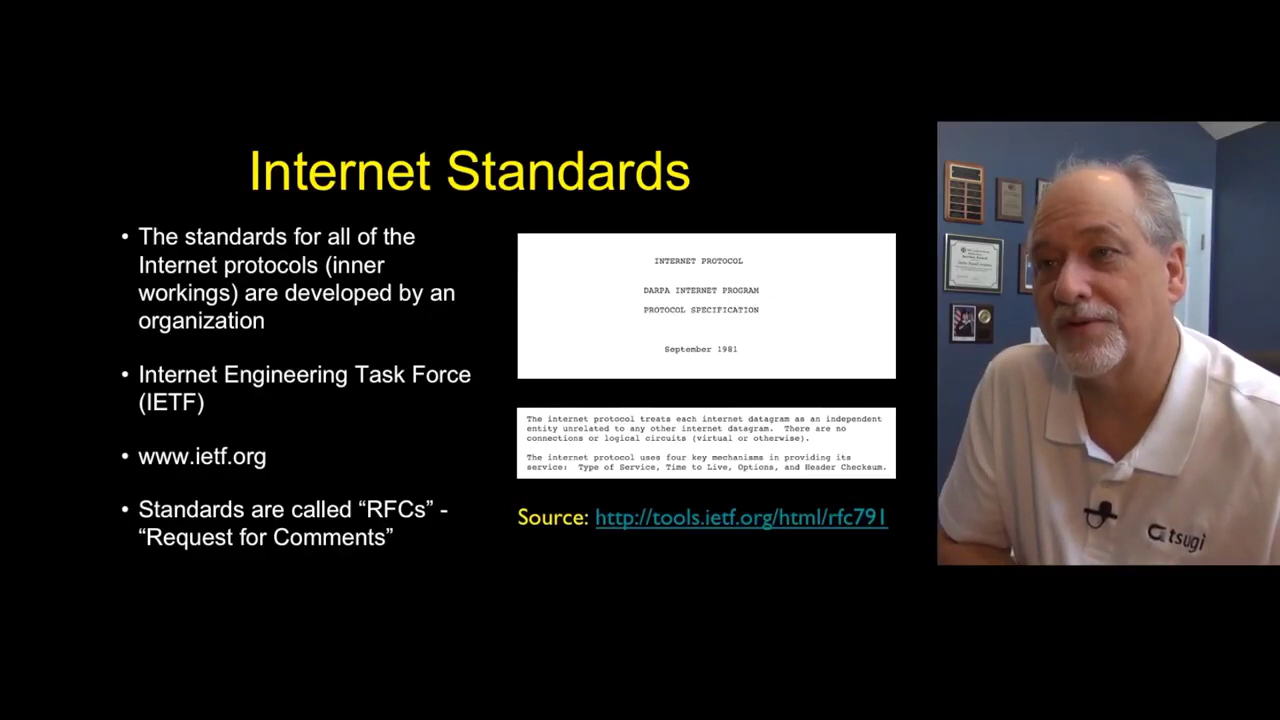 Internet Standards
• The standards for all of the
Internet protocols (inner
workings) are developed by an
organization
• Internet Engineering Task Force
(IETF)
• www.ietf.org
• Standards are called “RFCs” -
“Request for Comments”
INTERNET PROTOCOL
DARPA INTERNET PROGRAM
PROTOCOL SPECIFICATION
September 1981
The internet protocol treats each internet datagram as an independent
entity unrelated to any other internet datagram. There are no
connections or logical circuits (virtual or otherwise).
The internet protocol uses four key mechanisms in providing its
service: Type of Service, Time to Live, Options, and Header Checksum.
Source: http://tools.ietf.org/html/rfc791
tsugi